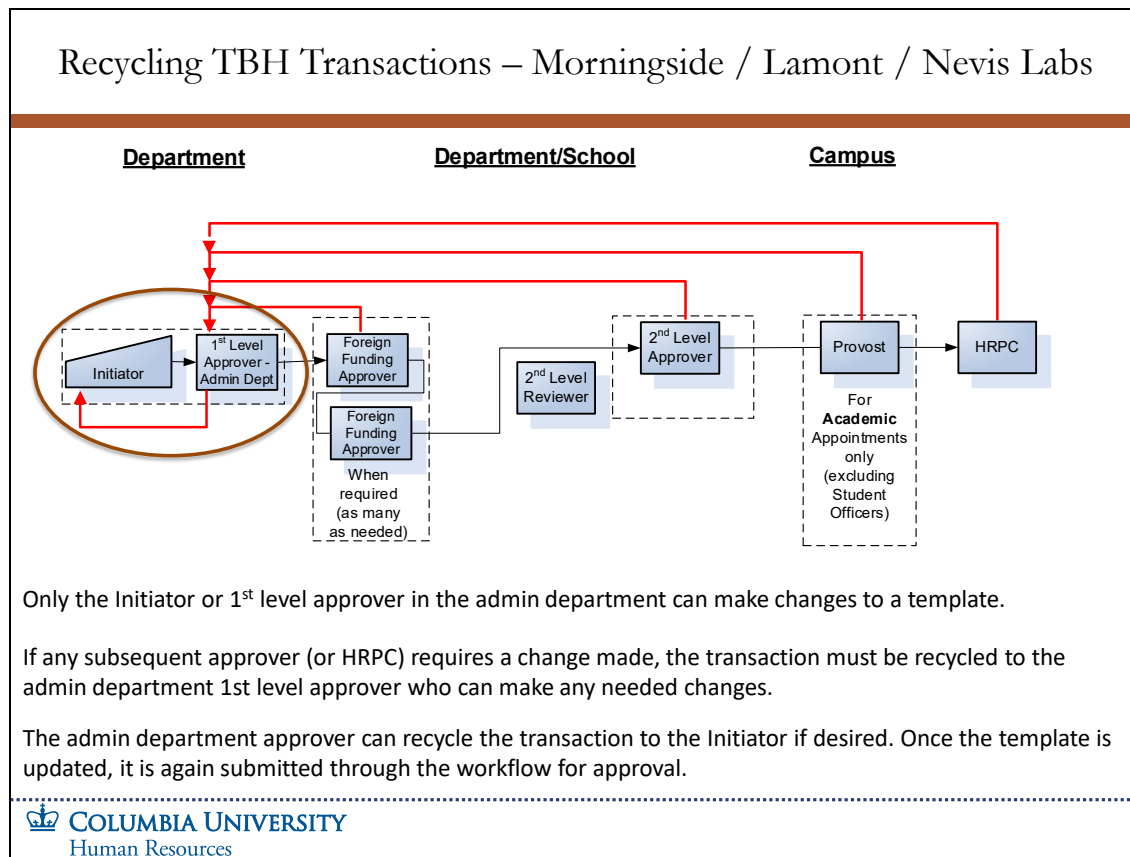 Recycling TBH Transactions – Morningside / Lamont / Nevis Labs
Department
Department/School
Campus
Initiator
1st Level
Approver -
Admin Dept
Foreign
Funding
Approver
Foreign
Funding
Approver
When
required
(as many
as needed)
2nd Level
Reviewer
2nd Level
Approver
Provost
For
Academic
Appointments
only
(excluding
Student
Officers)
HRPC
Only the Initiator or 1st level approver in the admin department can make changes to a template.
If any subsequent approver (or HRPC) requires a change made, the transaction must be recycled to the
admin department 1st level approver who can make any needed changes.
The admin department approver can recycle the transaction to the Initiator if desired. Once the template is
updated, it is again submitted through the workflow for approval.
COLUMBIA UNIVERSITY
Human Resources